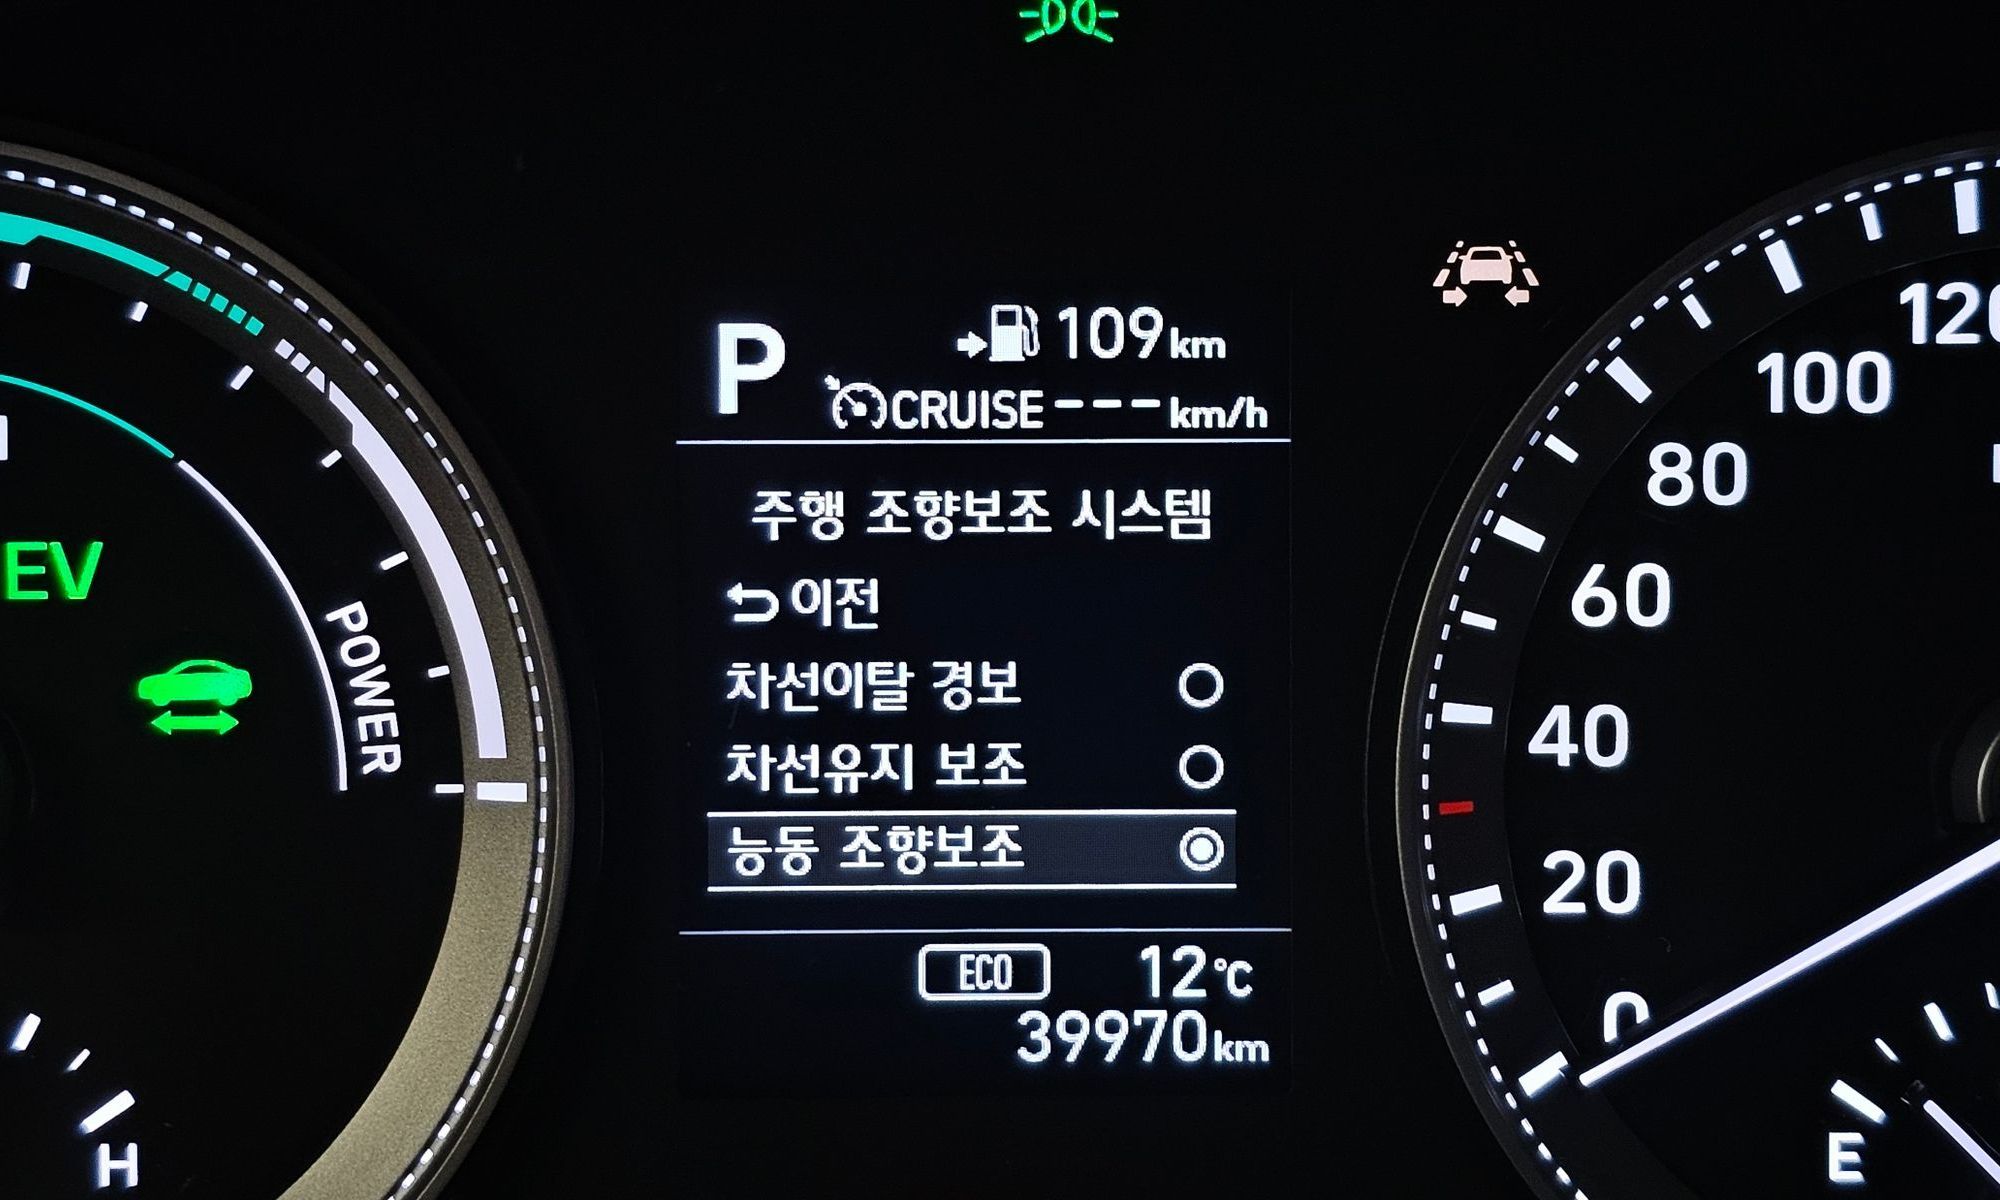 P
109km
CRUISE---km/h
주행 조향보조 시스템
이전
차선이탈 경보
차선유지 보조
능동 조향보조
ECO 12℃
39970km
EV
POWER
H
120
100
80
60
40
20
0
E